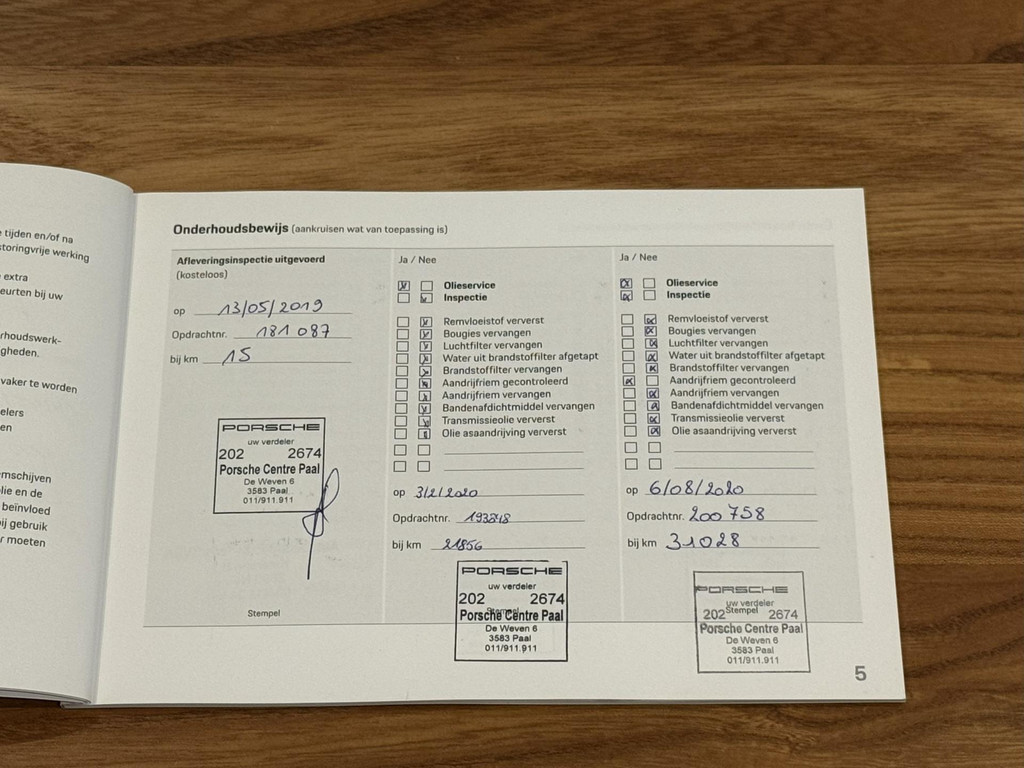 e tijden en/of na
storingvrije werking
extra
eurten bij uw
rhoudswerk-
gheden.
vaker te worden
elers
en
mschijven
lie en de
beïnvloed
ij gebruik
r moeten
Onderhoudsbewijs (aankruisen wat van toepassing is)
Afleveringsinspectie uitgevoerd
(kosteloos)
op 13/05/2019
Opdrachtnr. 181 087
bij km 15
PORSCHE
uw verdeler
202 2674
Porsche Centre Paal
De Weven 6
3583 Paal
011/911.911
Stempel
Ja / Nee
Olieservice
Inspectie
Remvloeistof ververst
Bougies vervangen
Luchtfilter vervangen
Water uit brandstoffilter afgetapt
Brandstoffilter vervangen
Aandrijfriem gecontroleerd
Aandrijfriem vervangen
Bandenafdichtmiddel vervangen
Transmissieolie ververst
Olie asaandrijving ververst
op 3/2/2020
Opdrachtnr. 193848
bij km 21856
PORSCHE
uw verdeler
202 2674
Stempel
Porsche Centre Paal
De Weven 6
3583 Paal
011/911.911
Ja / Nee
Olieservice
Inspectie
Remvloeistof ververst
Bougies vervangen
Luchtfilter vervangen
Water uit brandstoffilter afgetapt
Brandstoffilter vervangen
Aandrijfriem gecontroleerd
Aandrijfriem vervangen
Bandenafdichtmiddel vervangen
Transmissieolie ververst
Olie asaandrijving ververst
op 6/08/2020
Opdrachtnr. 200 758
bij km 31028
PORSCHE
uw verdeler
202 Stempel 2674
Porsche Centre Paal
De Weven 6
3583 Paal
011/911.911
5